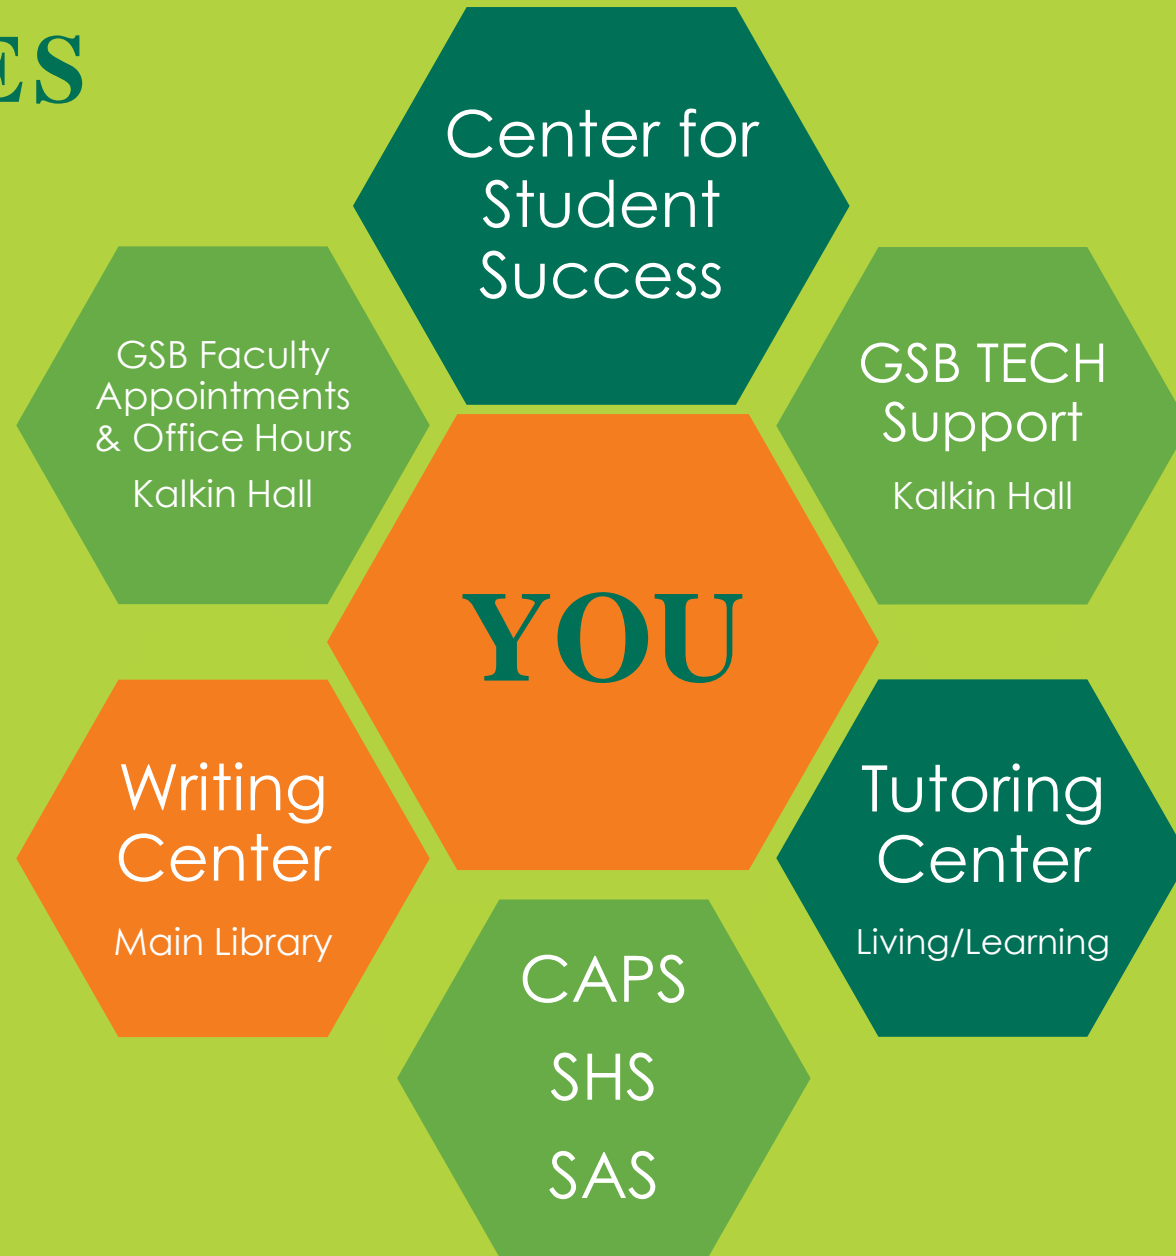 ES
Center for
Student
Success
GSB Faculty
Appointments
& Office Hours
Kalkin Hall
GSB TECH
Support
Kalkin Hall
YOU
Writing
Center
Main Library
Tutoring
Center
Living/Learning
CAPS
SHS
SAS